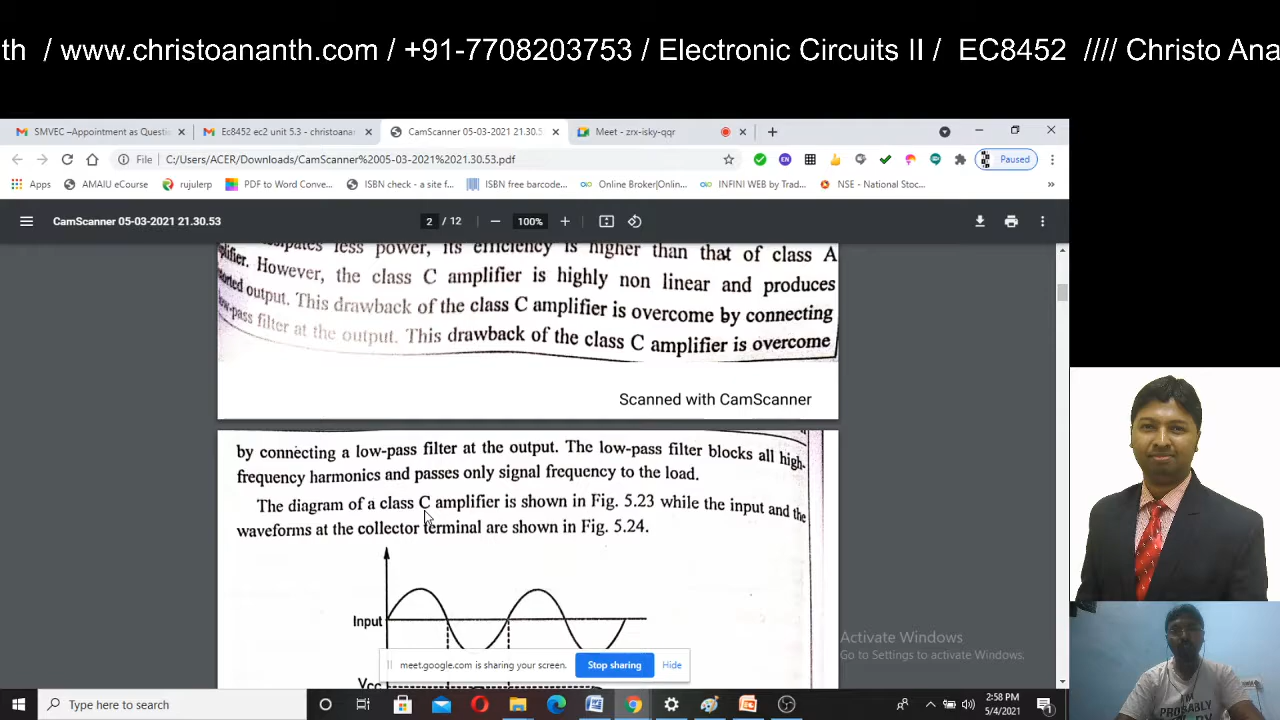 th / www.christoananth.com / +91-7708203753 / Electronic Circuits II / EC8452 //// Christo Ana
SMVEC –Appointment as Questi
Ec8452 ec2 unit 5.3 - christoanan
CamScanner 05-03-2021 21.30.5
Meet - zrx-isky-qqr
File
C:/Users/ACER/Downloads/CamScanner%2005-03-2021%2021.30.53.pdf
EN
Paused
Apps
AMAIU eCourse
rujulerp
PDF to Word Conve...
ISBN check - a site f...
ISBN free barcode...
Online Broker|Onlin...
INFINI WEB by Trad...
NSE - National Stoc...
»
CamScanner 05-03-2021 21.30.53
2 / 12
100%
less power, its efficiency is higher than that of class A
plifier. However, the class C amplifier is highly non linear and produces
torted output. This drawback of the class C amplifier is overcome by connecting
low-pass filter at the output. This drawback of the class C amplifier is overcome
Scanned with CamScanner
by connecting a low-pass filter at the output. The low-pass filter blocks all high-
frequency harmonics and passes only signal frequency to the load.
The diagram of a class C amplifier is shown in Fig. 5.23 while the input and the
waveforms at the collector terminal are shown in Fig. 5.24.
Input
VCC
meet.google.com is sharing your screen.
Stop sharing
Hide
Activate Windows
Go to Settings to activate Windows.
I'M
PROBABLY
Type here to search
2:58 PM
5/4/2021
1